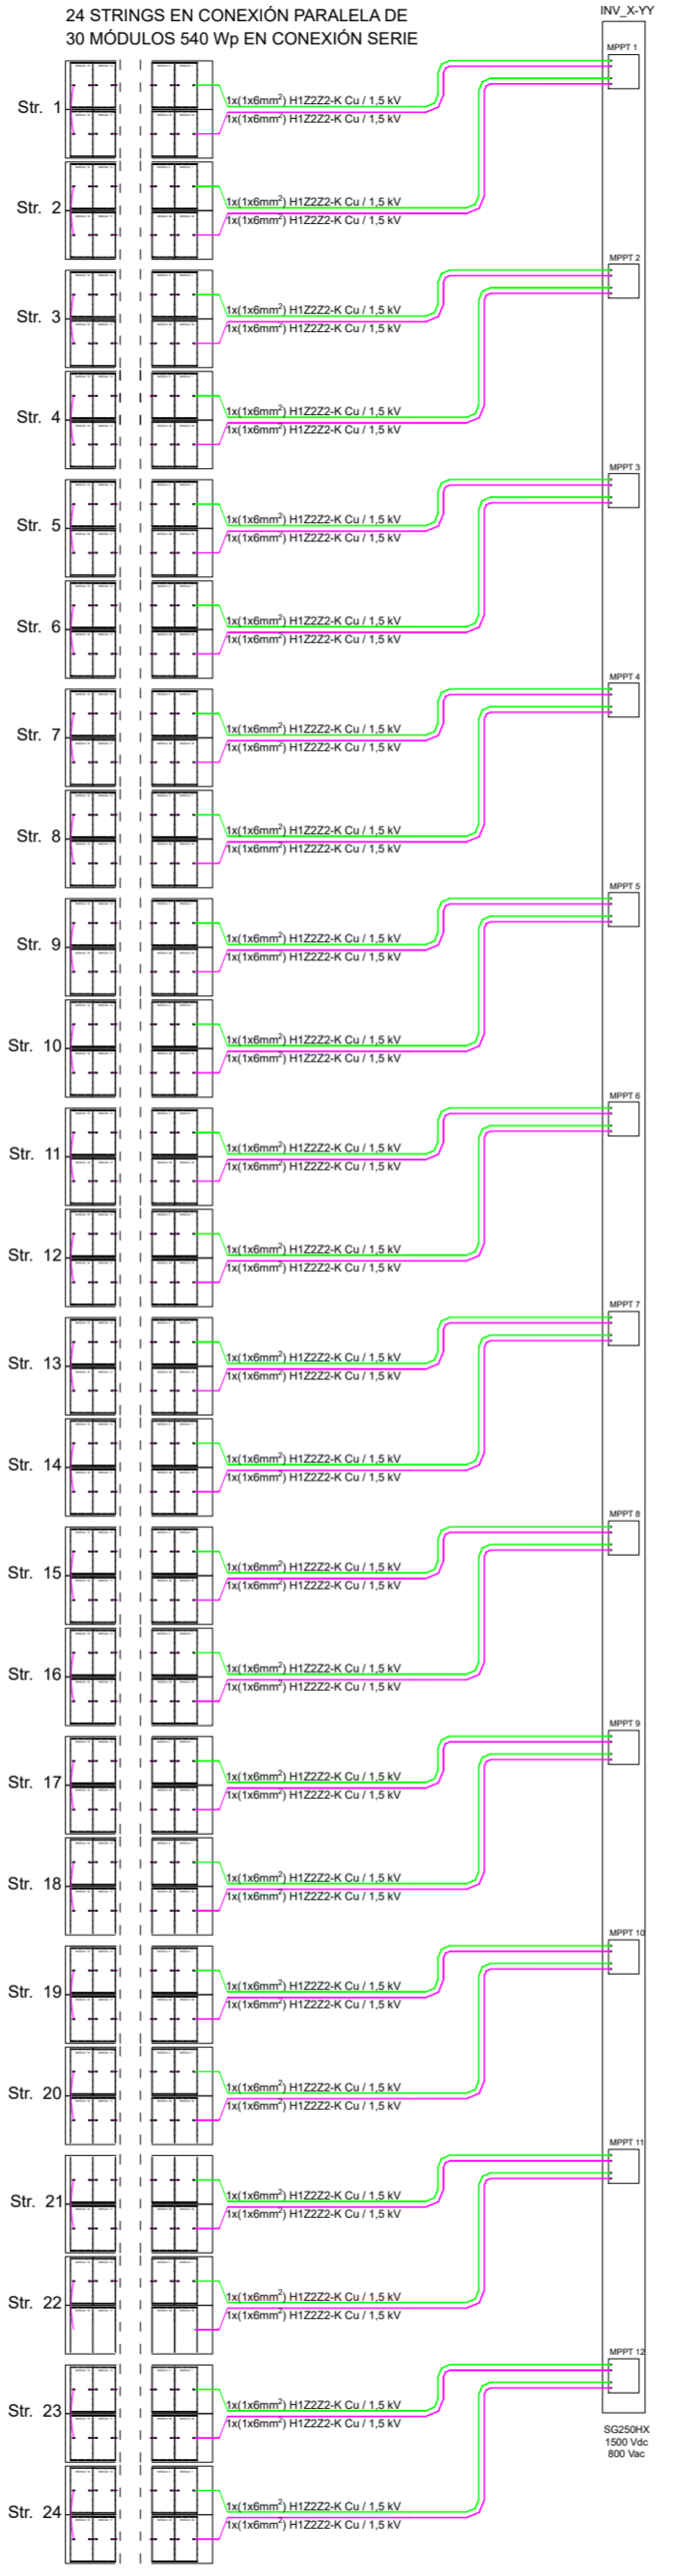 24 STRINGS EN CONEXIÓN PARALELA DE
30 MÓDULOS 540 Wp EN CONEXIÓN SERIE
INV_X-YY
MPPT 1
Str. 1
1x(1x6mm²) H1Z2Z2-K Cu / 1,5 kV
1x(1x6mm²) H1Z2Z2-K Cu / 1,5 kV
Str. 2
1x(1x6mm²) H1Z2Z2-K Cu / 1,5 kV
1x(1x6mm²) H1Z2Z2-K Cu / 1,5 kV
MPPT 2
Str. 3
1x(1x6mm²) H1Z2Z2-K Cu / 1,5 kV
1x(1x6mm²) H1Z2Z2-K Cu / 1,5 kV
Str. 4
1x(1x6mm²) H1Z2Z2-K Cu / 1,5 kV
1x(1x6mm²) H1Z2Z2-K Cu / 1,5 kV
MPPT 3
Str. 5
1x(1x6mm²) H1Z2Z2-K Cu / 1,5 kV
1x(1x6mm²) H1Z2Z2-K Cu / 1,5 kV
Str. 6
1x(1x6mm²) H1Z2Z2-K Cu / 1,5 kV
1x(1x6mm²) H1Z2Z2-K Cu / 1,5 kV
MPPT 4
Str. 7
1x(1x6mm²) H1Z2Z2-K Cu / 1,5 kV
1x(1x6mm²) H1Z2Z2-K Cu / 1,5 kV
Str. 8
1x(1x6mm²) H1Z2Z2-K Cu / 1,5 kV
1x(1x6mm²) H1Z2Z2-K Cu / 1,5 kV
MPPT 5
Str. 9
1x(1x6mm²) H1Z2Z2-K Cu / 1,5 kV
1x(1x6mm²) H1Z2Z2-K Cu / 1,5 kV
Str. 10
1x(1x6mm²) H1Z2Z2-K Cu / 1,5 kV
1x(1x6mm²) H1Z2Z2-K Cu / 1,5 kV
MPPT 6
Str. 11
1x(1x6mm²) H1Z2Z2-K Cu / 1,5 kV
1x(1x6mm²) H1Z2Z2-K Cu / 1,5 kV
Str. 12
1x(1x6mm²) H1Z2Z2-K Cu / 1,5 kV
1x(1x6mm²) H1Z2Z2-K Cu / 1,5 kV
MPPT 7
Str. 13
1x(1x6mm²) H1Z2Z2-K Cu / 1,5 kV
1x(1x6mm²) H1Z2Z2-K Cu / 1,5 kV
Str. 14
1x(1x6mm²) H1Z2Z2-K Cu / 1,5 kV
1x(1x6mm²) H1Z2Z2-K Cu / 1,5 kV
MPPT 8
Str. 15
1x(1x6mm²) H1Z2Z2-K Cu / 1,5 kV
1x(1x6mm²) H1Z2Z2-K Cu / 1,5 kV
Str. 16
1x(1x6mm²) H1Z2Z2-K Cu / 1,5 kV
1x(1x6mm²) H1Z2Z2-K Cu / 1,5 kV
MPPT 9
Str. 17
1x(1x6mm²) H1Z2Z2-K Cu / 1,5 kV
1x(1x6mm²) H1Z2Z2-K Cu / 1,5 kV
Str. 18
1x(1x6mm²) H1Z2Z2-K Cu / 1,5 kV
1x(1x6mm²) H1Z2Z2-K Cu / 1,5 kV
MPPT 10
Str. 19
1x(1x6mm²) H1Z2Z2-K Cu / 1,5 kV
1x(1x6mm²) H1Z2Z2-K Cu / 1,5 kV
Str. 20
1x(1x6mm²) H1Z2Z2-K Cu / 1,5 kV
1x(1x6mm²) H1Z2Z2-K Cu / 1,5 kV
MPPT 11
Str. 21
1x(1x6mm²) H1Z2Z2-K Cu / 1,5 kV
1x(1x6mm²) H1Z2Z2-K Cu / 1,5 kV
Str. 22
1x(1x6mm²) H1Z2Z2-K Cu / 1,5 kV
1x(1x6mm²) H1Z2Z2-K Cu / 1,5 kV
MPPT 12
Str. 23
1x(1x6mm²) H1Z2Z2-K Cu / 1,5 kV
1x(1x6mm²) H1Z2Z2-K Cu / 1,5 kV
SG250HX
1500 Vdc
800 Vac
Str. 24
1x(1x6mm²) H1Z2Z2-K Cu / 1,5 kV
1x(1x6mm²) H1Z2Z2-K Cu / 1,5 kV